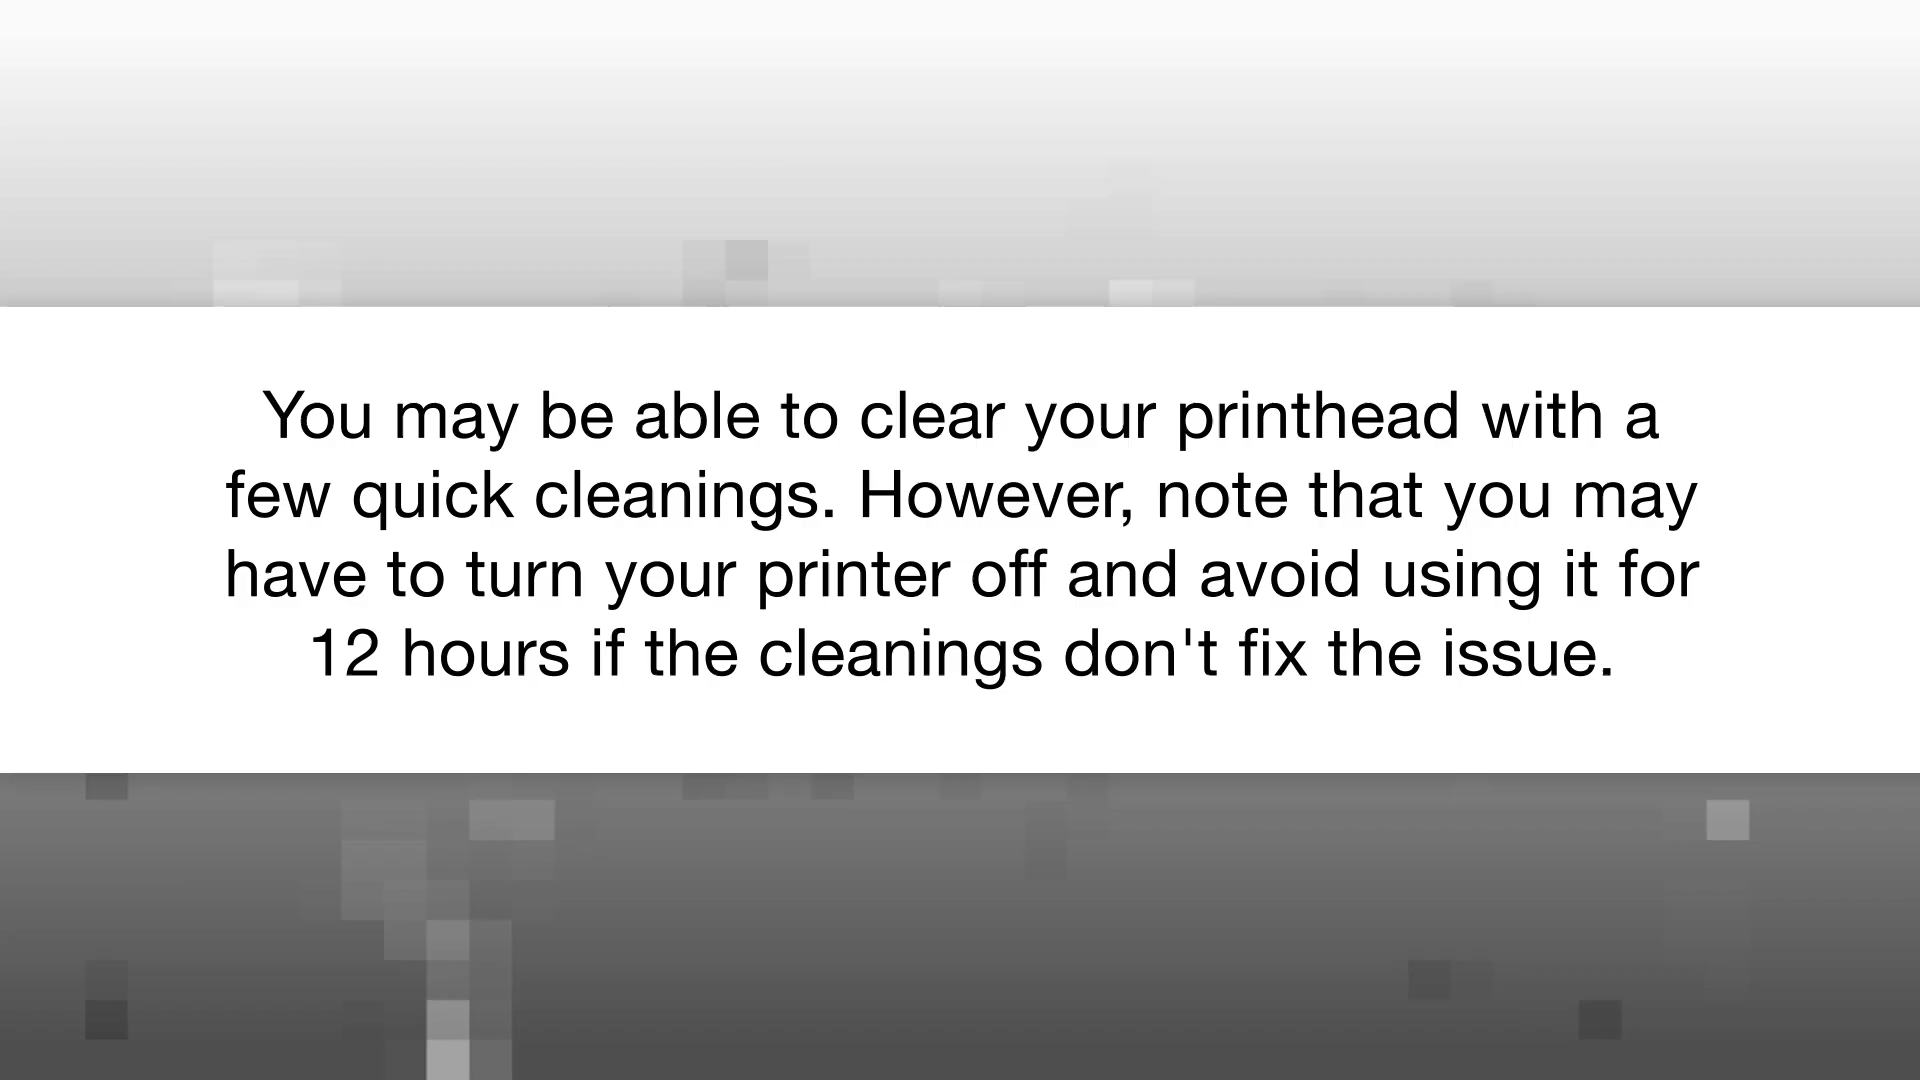 You may be able to clear your printhead with a
few quick cleanings. However, note that you may
have to turn your printer off and avoid using it for
12 hours if the cleanings don't fix the issue.